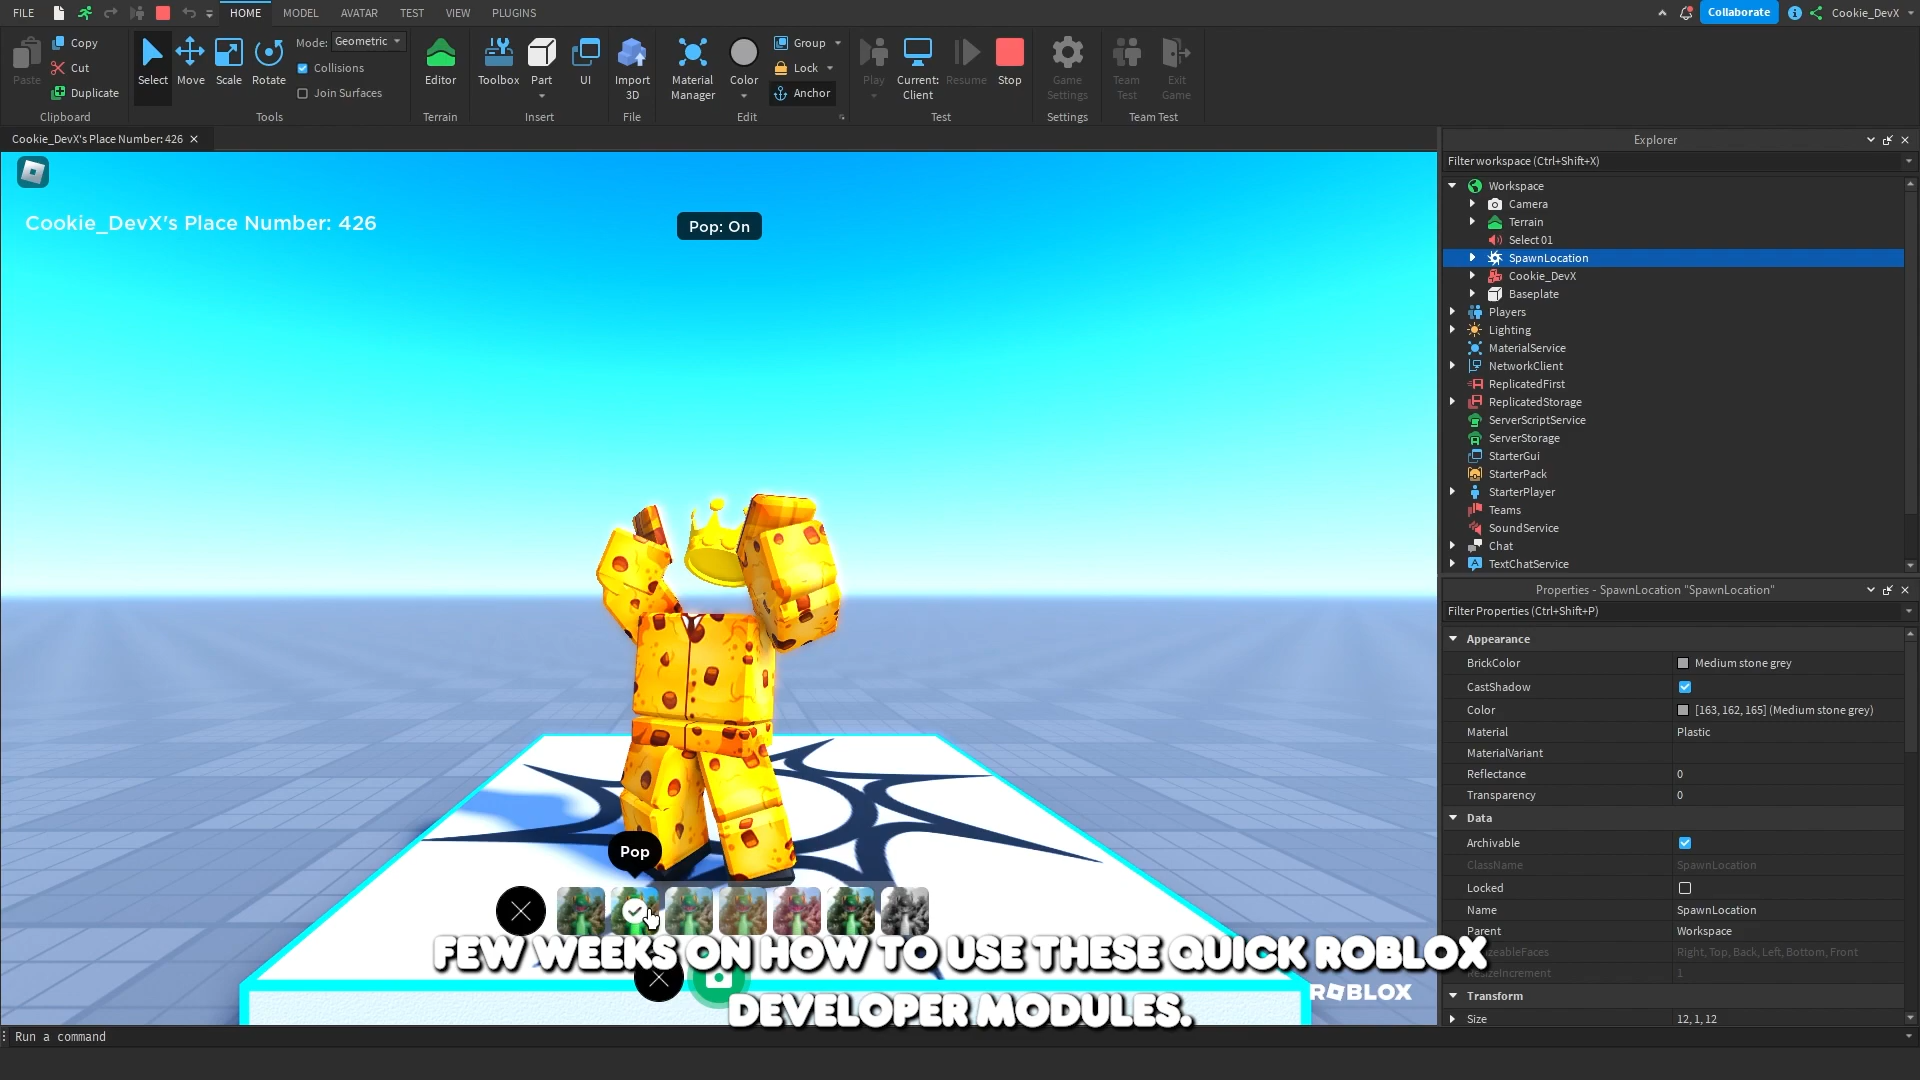 FILE
HOME
MODEL
AVATAR
TEST
VIEW
PLUGINS
Collaborate
Cookie_DevX
Paste
Copy
Cut
Duplicate
Clipboard
Select
Move
Scale
Rotate
Mode: Geometric
Collisions
Join Surfaces
Tools
Editor
Terrain
Toolbox
Part
UI
Insert
Import
3D
File
Material
Manager
Color
Group
Lock
Anchor
Edit
Play
Current:
Client
Resume
Stop
Test
Game
Settings
Settings
Team
Test
Exit
Game
Team Test
Cookie_DevX's Place Number: 426
Cookie_DevX's Place Number: 426
Pop: On
Pop
FEW WEEKS ON HOW TO USE THESE QUICK ROBLOX
DEVELOPER MODULES.
ROBLOX
Run a command
Explorer
Filter workspace (Ctrl+Shift+X)
Workspace
Camera
Terrain
Select 01
SpawnLocation
Cookie_DevX
Baseplate
Players
Lighting
MaterialService
NetworkClient
ReplicatedFirst
ReplicatedStorage
ServerScriptService
ServerStorage
StarterGui
StarterPack
StarterPlayer
Teams
SoundService
Chat
TextChatService
Properties - SpawnLocation "SpawnLocation"
Filter Properties (Ctrl+Shift+P)
Appearance
BrickColor Medium stone grey
CastShadow
Color [163, 162, 165] (Medium stone grey)
Material Plastic
MaterialVariant
Reflectance 0
Transparency 0
Data
Archivable
ClassName SpawnLocation
Locked
Name SpawnLocation
Parent Workspace
Right, Top, Back, Left, Bottom, Front
ResizeIncrement 1
Transform
Size 12, 1, 12